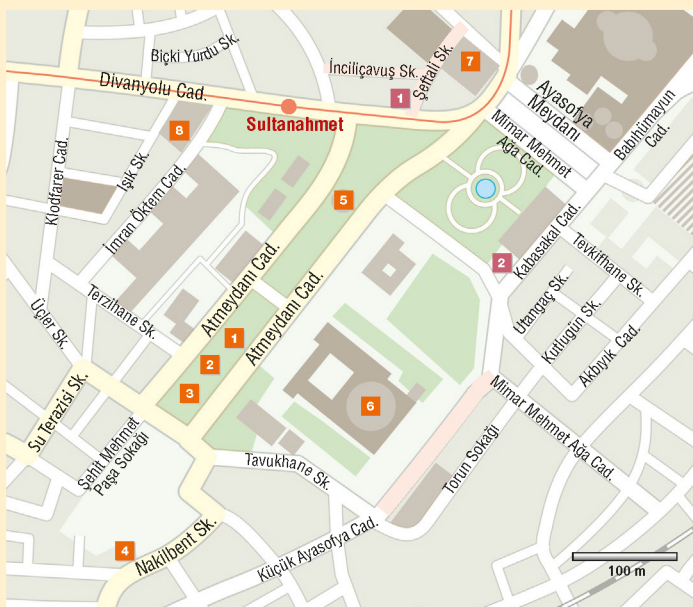 Biçki Yurdu Sk.
İnciliçavuş Sk.
Şeftali Sk.
7
Divanyolu Cad.
1
Sultanahmet
8
Ayasofya
Meydanı
Mimar Mehmet
Ağa Cad.
Babıhümayun
Cad.
Klodfarer Cad.
Işık Sk.
İmran Öktem Cad.
5
2
Kabasakal Cad.
Tevkifhane Sk.
Terzihane Sk.
Atmeydanı Cad.
Atmeydanı Cad.
Utangaç Sk.
Kutlugün Sk.
Akbıyık Cad.
Üçler Sk.
1
2
3
Su Terazisi Sk.
6
Mimar Mehmet Ağa Cad.
Şehit Mehmet
Paşa Sokağı
Tavukhane Sk.
Torun Sokağı
4
Nakilbent Sk.
Küçük Ayasofya Cad.
100 m